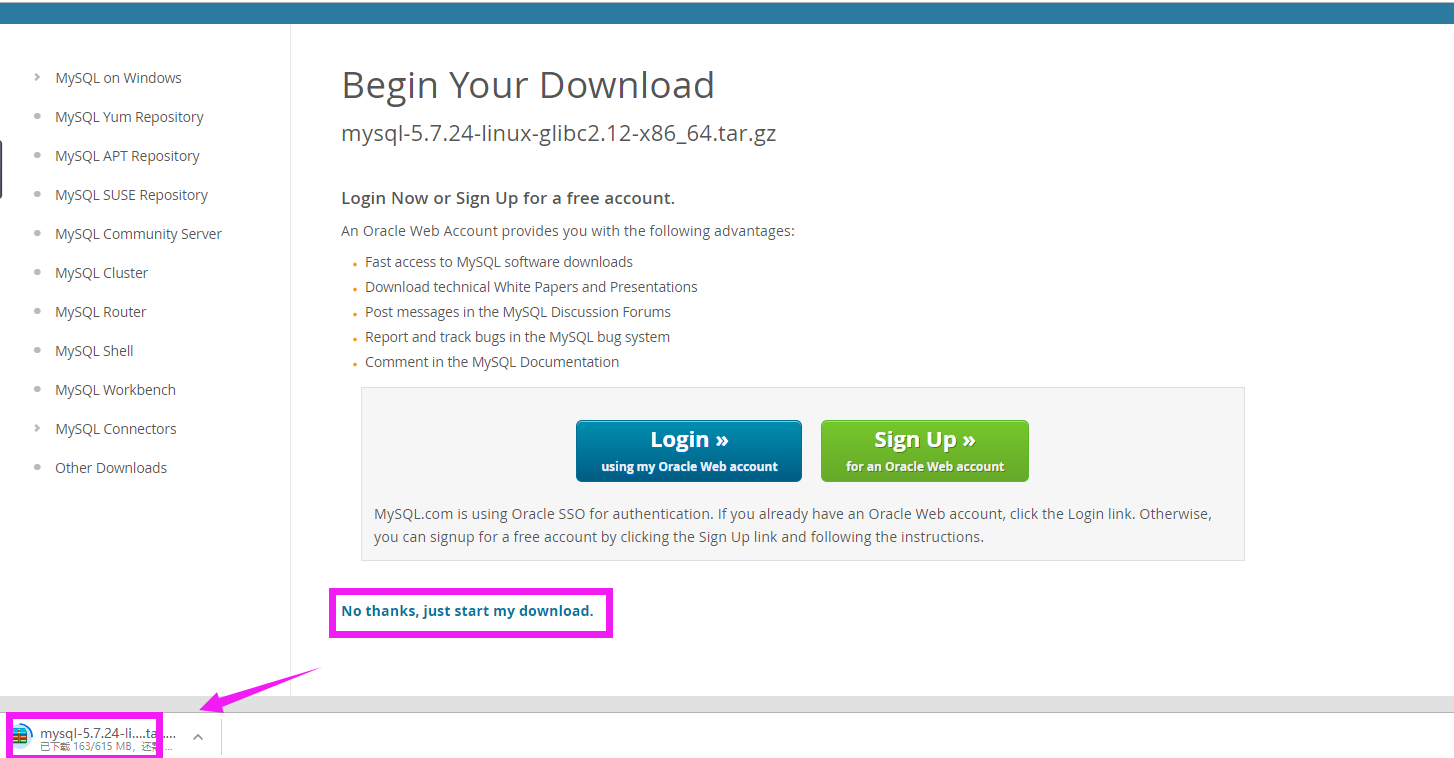 MySQL on Windows
MySQL Yum Repository
MySQL APT Repository
MySQL SUSE Repository
MySQL Community Server
MySQL Cluster
MySQL Router
MySQL Shell
MySQL Workbench
MySQL Connectors
Other Downloads
Begin Your Download
mysql-5.7.24-linux-glibc2.12-x86_64.tar.gz
Login Now or Sign Up for a free account.
An Oracle Web Account provides you with the following advantages:
Fast access to MySQL software downloads
Download technical White Papers and Presentations
Post messages in the MySQL Discussion Forums
Report and track bugs in the MySQL bug system
Comment in the MySQL Documentation
Login »
using my Oracle Web account
Sign Up »
for an Oracle Web account
MySQL.com is using Oracle SSO for authentication. If you already have an Oracle Web account, click the Login link. Otherwise,
you can signup for a free account by clicking the Sign Up link and following the instructions.
No thanks, just start my download.
mysql-5.7.24-li....ta....
已下载 163/615 MB，还...